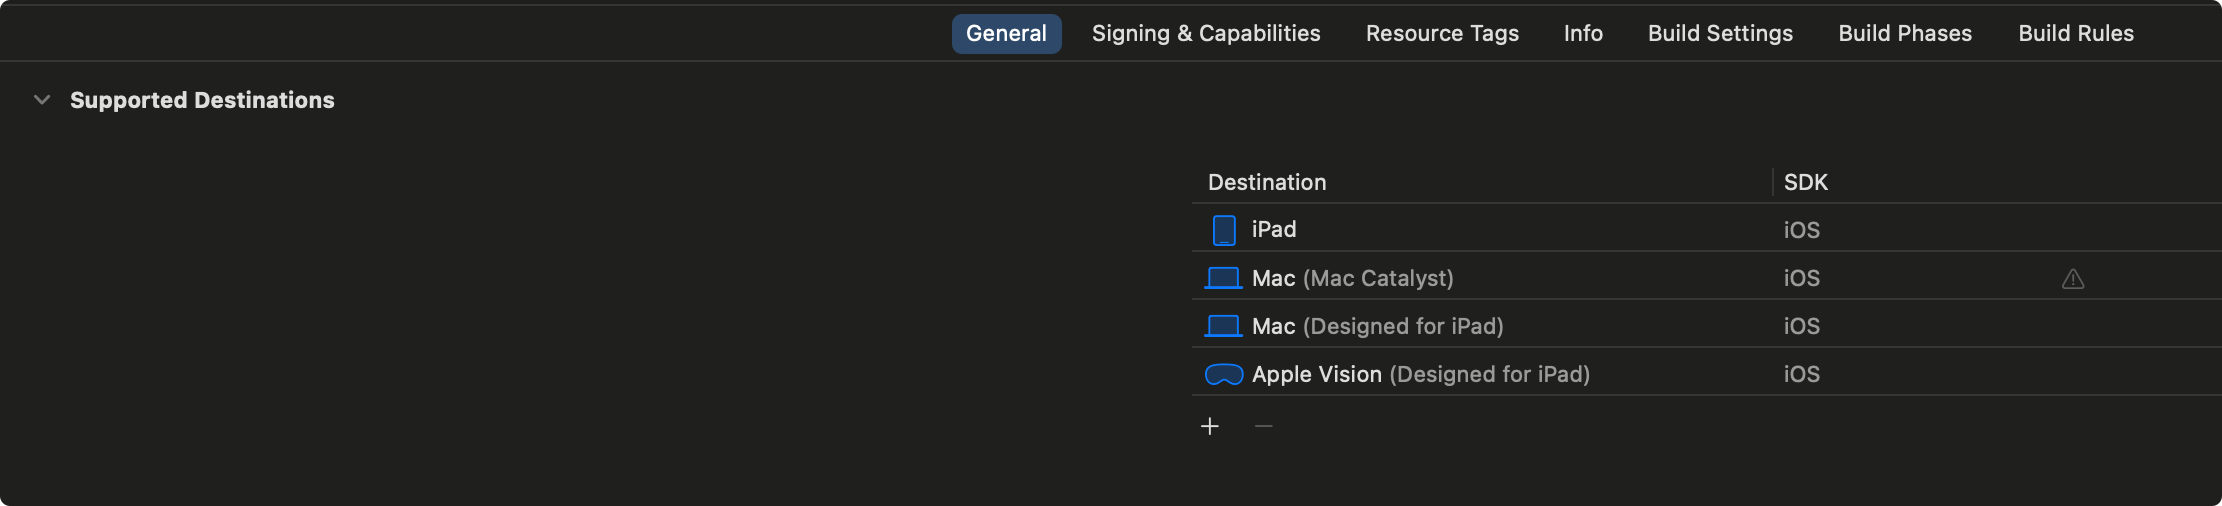 General Signing & Capabilities Resource Tags Info Build Settings Build Phases Build Rules
Supported Destinations
Destination SDK
iPad iOS
Mac (Mac Catalyst) iOS
Mac (Designed for iPad) iOS
Apple Vision (Designed for iPad) iOS